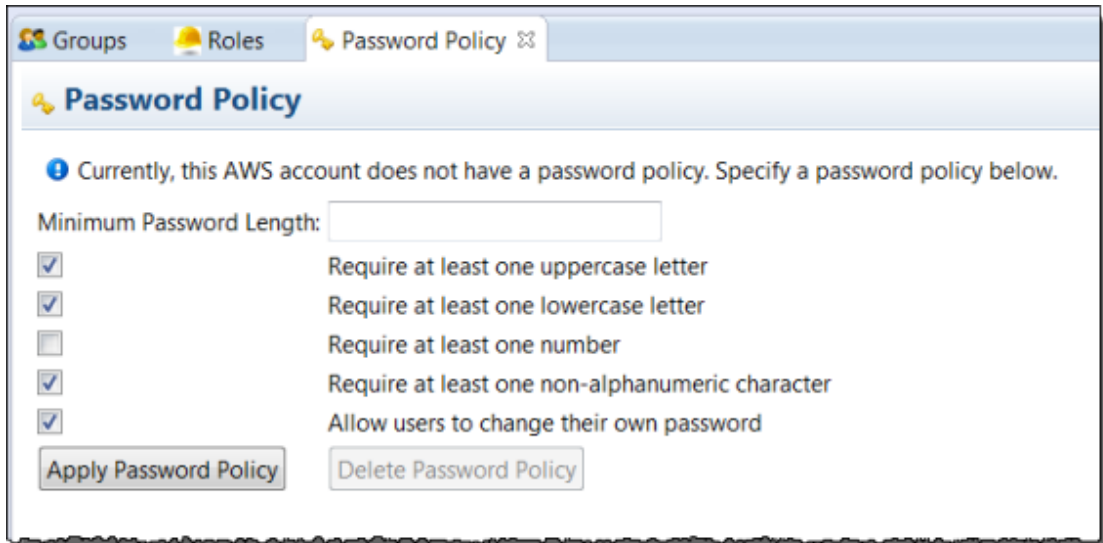 Groups Roles Password Policy
Password Policy
Currently, this AWS account does not have a password policy. Specify a password policy below.
Minimum Password Length:
Require at least one uppercase letter
Require at least one lowercase letter
Require at least one number
Require at least one non-alphanumeric character
Allow users to change their own password
Apply Password Policy Delete Password Policy